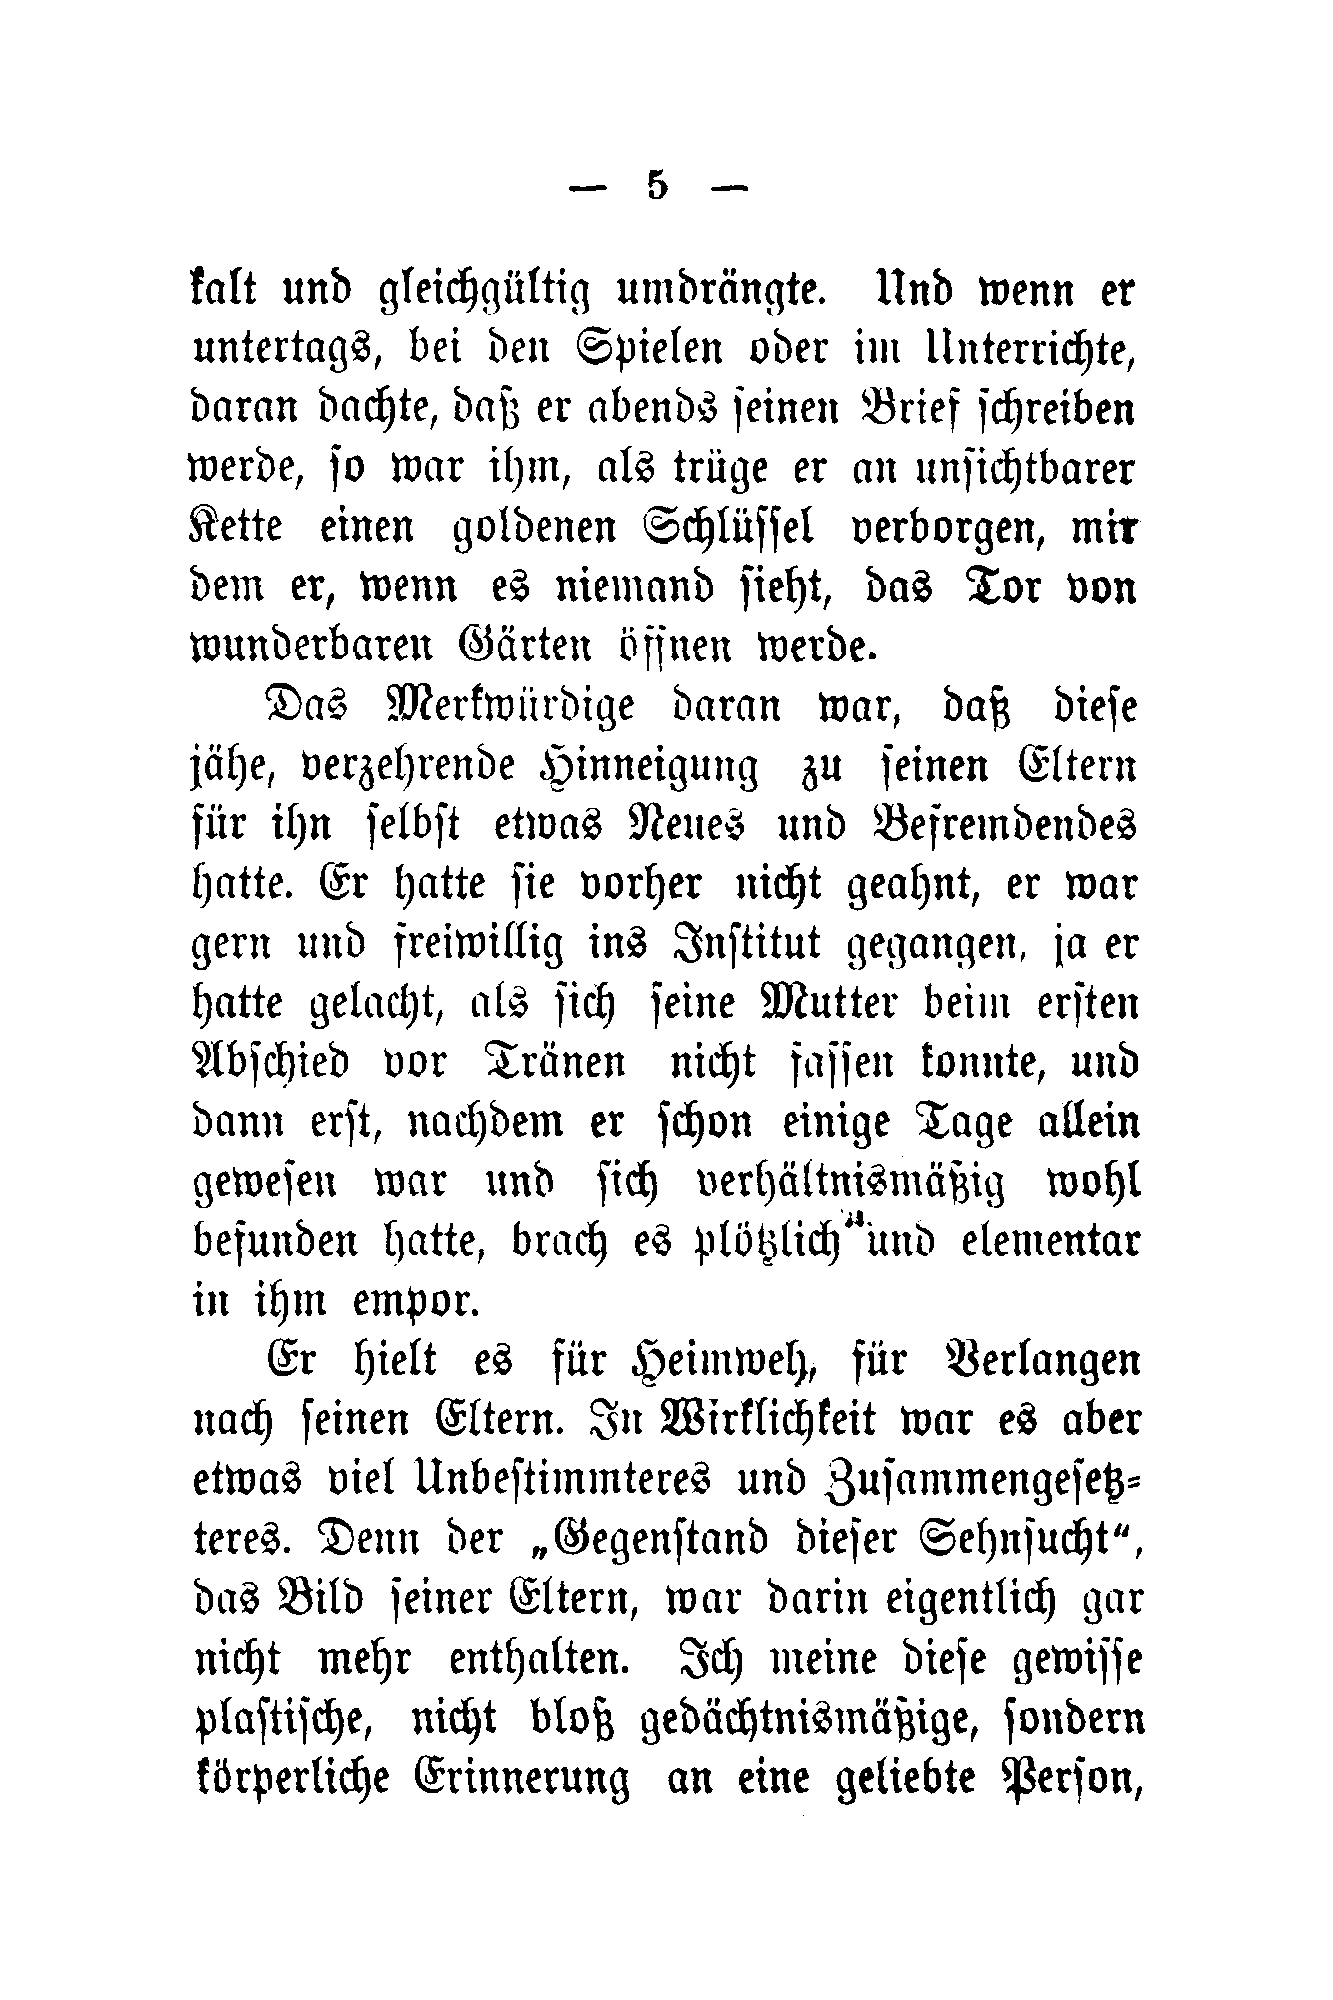 — 5 —
kalt und gleichgültig umdrängte. Und wenn er
untertags, bei den Spielen oder im Unterrichte,
daran dachte, daß er abends seinen Brief schreiben
werde, so war ihm, als trüge er an unsichtbarer
Kette einen goldenen Schlüssel verborgen, mit
dem er, wenn es niemand sieht, das Tor von
wunderbaren Gärten öffnen werde.
Das Merkwürdige daran war, daß diese
jähe, verzehrende Hinneigung zu seinen Eltern
für ihn selbst etwas Neues und Befremdendes
hatte. Er hatte sie vorher nicht geahnt, er war
gern und freiwillig ins Institut gegangen, ja er
hatte gelacht, als sich seine Mutter beim ersten
Abschied vor Tränen nicht fassen konnte, und
dann erst, nachdem er schon einige Tage allein
gewesen war und sich verhältnismäßig wohl
befunden hatte, brach es plötzlich und elementar
in ihm empor.
Er hielt es für Heimweh, für Verlangen
nach seinen Eltern. In Wirklichkeit war es aber
etwas viel Unbestimmteres und Zusammengesetz-
teres. Denn der „Gegenstand dieser Sehnsucht“,
das Bild seiner Eltern, war darin eigentlich gar
nicht mehr enthalten. Ich meine diese gewisse
plastische, nicht bloß gedächtnismäßige, sondern
körperliche Erinnerung an eine geliebte Person,